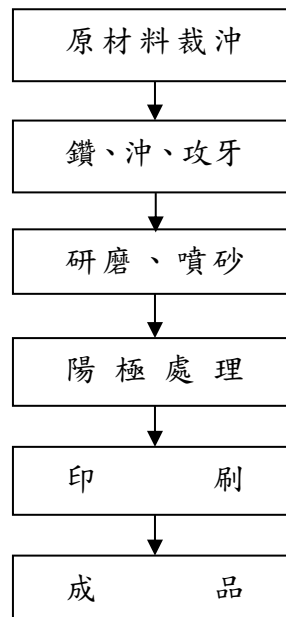 原材料裁沖
鑽、沖、攻牙
研磨、噴砂
陽極處理
印刷
成品